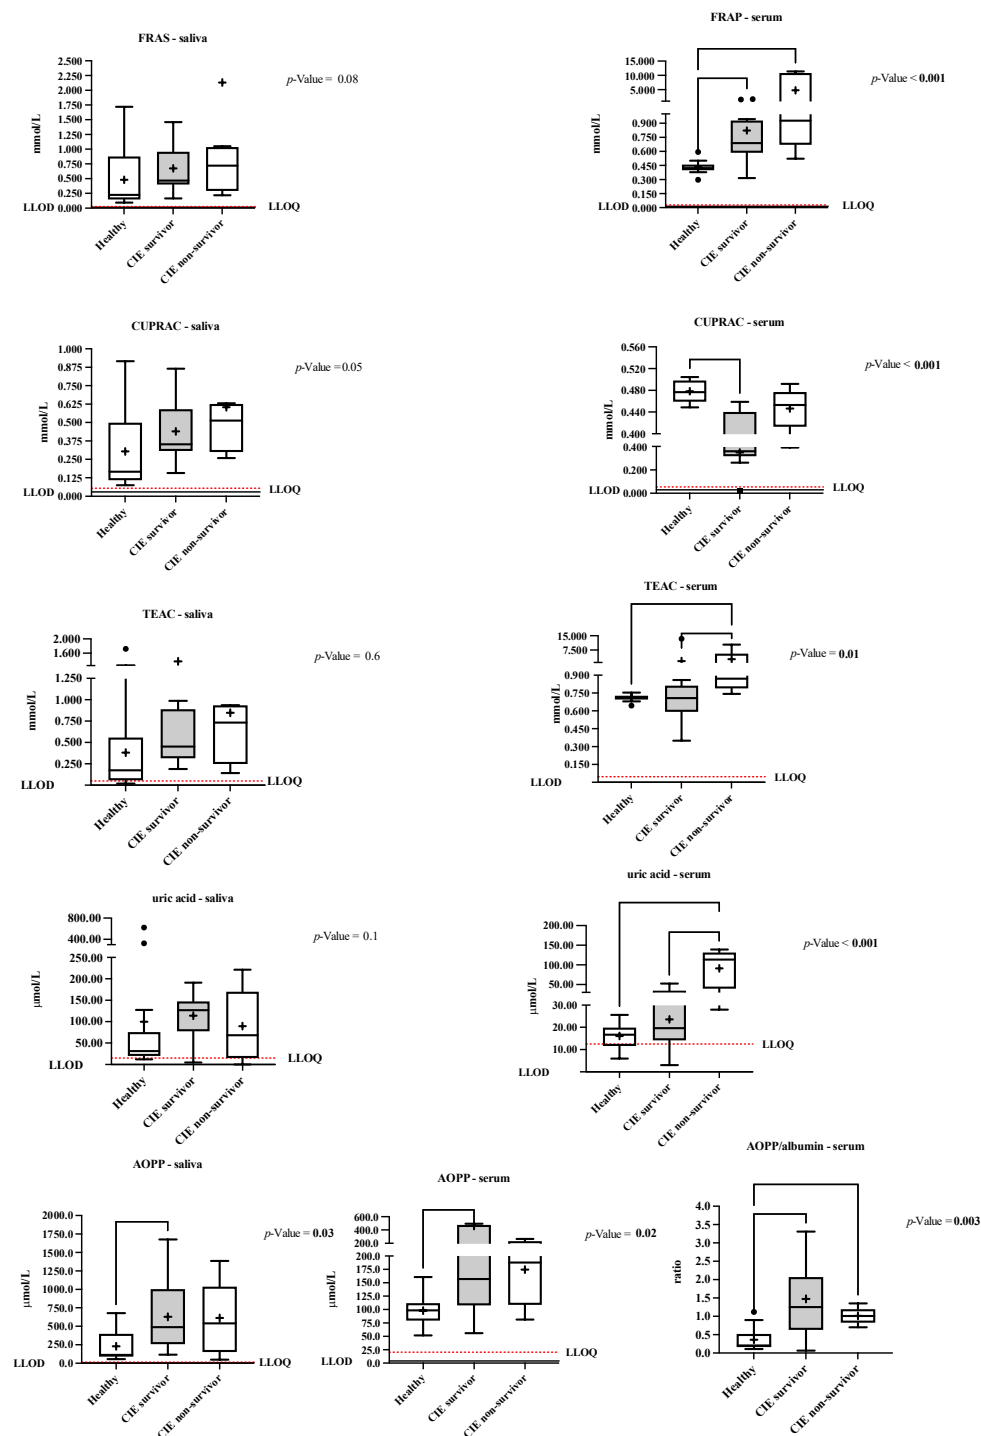 FRAS - saliva
2.500
2.250
2.000
1.750
1.500
1.250
1.000
0.750
0.500
0.250
0.000
mmol/L
p-Value = 0.08
LLOD
LLOQ
Healthy
CIE survivor
CIE non-survivor
FRAP - serum
15.000
5.000
0.900
0.750
0.600
0.450
0.300
0.150
0.000
mmol/L
p-Value < 0.001
LLOD
LLOQ
Healthy
CIE survivor
CIE non-survivor
CUPRAC - saliva
1.000
0.875
0.750
0.625
0.500
0.375
0.250
0.125
0.000
mmol/L
p-Value =0.05
LLOD
LLOQ
Healthy
CIE survivor
CIE non-survivor
CUPRAC - serum
0.560
0.520
0.480
0.440
0.400
0.400
0.200
0.000
mmol/L
p-Value < 0.001
LLOD
LLOQ
Healthy
CIE survivor
CIE non-survivor
TEAC - saliva
2.000
1.600
1.250
1.000
0.750
0.500
0.250
mmol/L
p-Value = 0.6
LLOD
LLOQ
Healthy
CIE survivor
CIE non-survivor
TEAC - serum
15.000
7.500
0.900
0.750
0.600
0.450
0.300
0.150
mmol/L
p-Value = 0.01
LLOD
LLOQ
Healthy
CIE survivor
CIE non-survivor
uric acid - saliva
800.00
400.00
250.00
200.00
150.00
100.00
50.00
μmol/L
p-Value = 0.1
LLOD
LLOQ
Healthy
CIE survivor
CIE non-survivor
uric acid - serum
200.00
150.00
100.00
50.00
30.00
20.00
10.00
μmol/L
p-Value < 0.001
LLOD
LLOQ
Healthy
CIE survivor
CIE non-survivor
AOPP - saliva
2000.0
1750.0
1500.0
1250.0
1000.0
750.0
500.0
250.0
0.0
μmol/L
p-Value = 0.03
LLOD
LLOQ
Healthy
CIE survivor
CIE non-survivor
AOPP - serum
600.0
400.0
200.0
200.0
175.0
150.0
125.0
100.0
75.0
50.0
25.0
0.0
μmol/L
p-Value = 0.02
LLOD
LLOQ
Healthy
CIE survivor
CIE non-survivor
AOPP/albumin - serum
4.0
3.5
3.0
2.5
2.0
1.5
1.0
0.5
0.0
ratio
p-Value = 0.003
Healthy
CIE survivor
CIE non-survivor